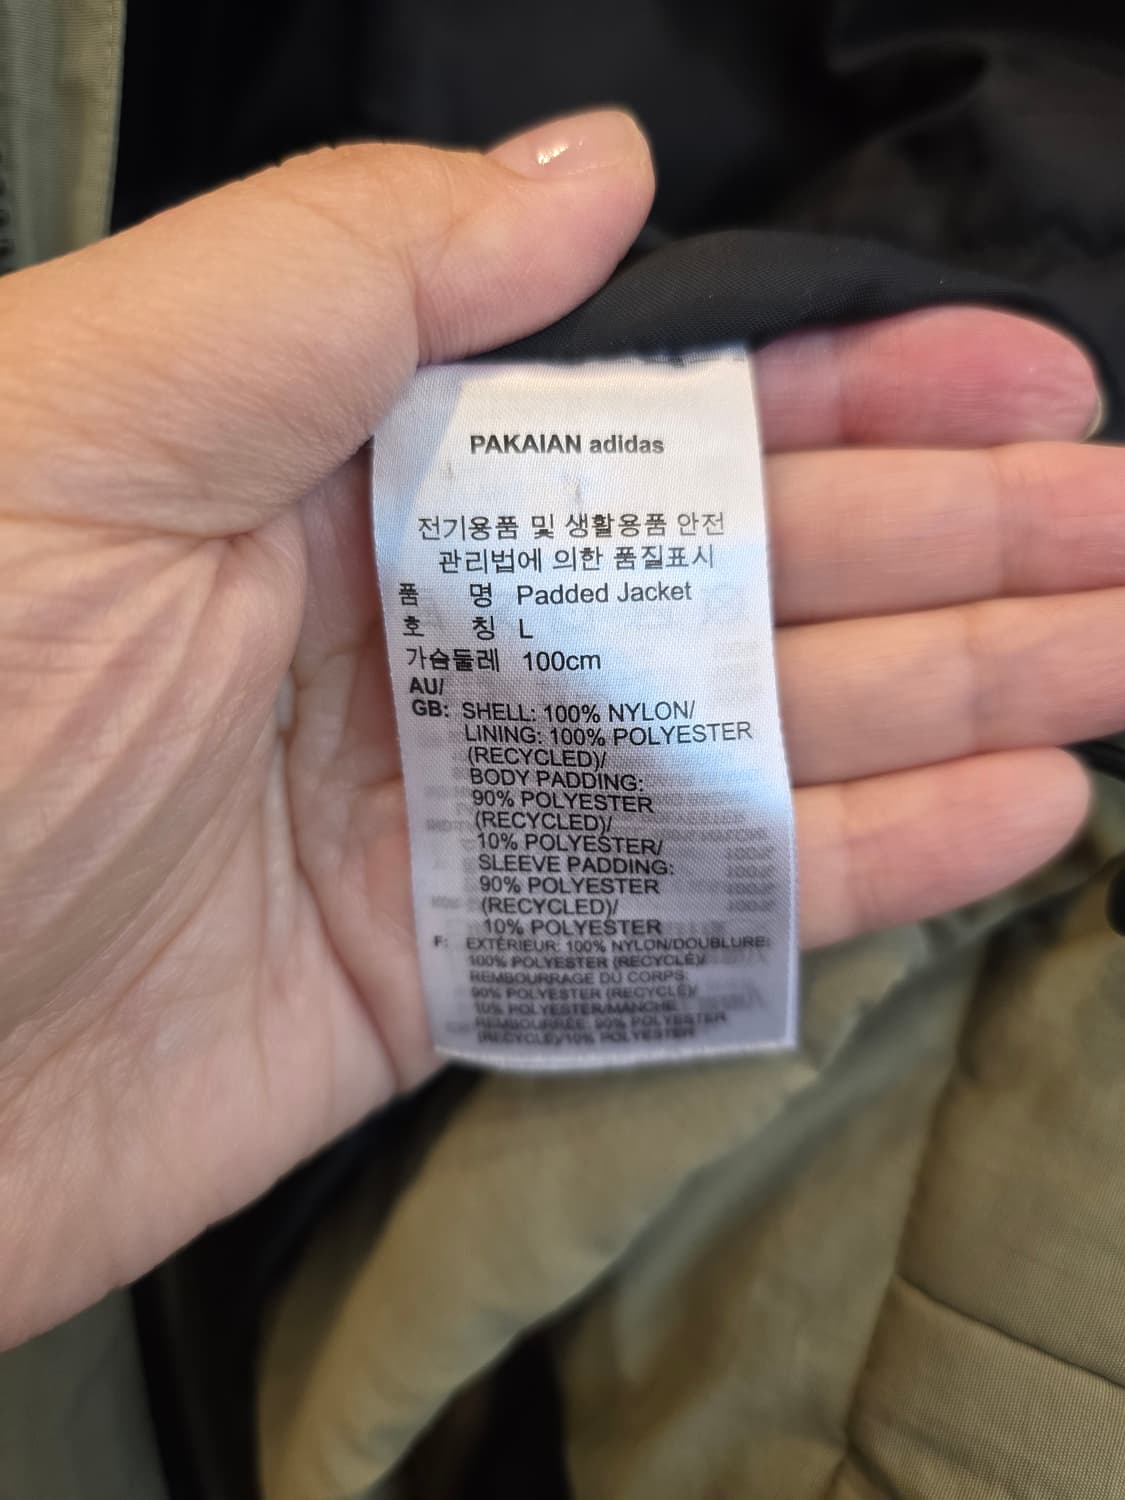 PAKAIAN adidas
전기용품 및 생활용품 안전
관리법에 의한 품질표시
품 명 Padded Jacket
호 칭 L
가슴둘레 100cm
AU/
GB: SHELL: 100% NYLON/
LINING: 100% POLYESTER
(RECYCLED)/
BODY PADDING:
90% POLYESTER
(RECYCLED)/
10% POLYESTER/
SLEEVE PADDING:
90% POLYESTER
(RECYCLED)/
10% POLYESTER
F: EXTÉRIEUR: 100% NYLON/DOUBLURE:
100% POLYESTER (RECYCLÉ)/
REMBOURRAGE DU CORPS:
90% POLYESTER (RECYCLÉ)/
10% POLYESTER/MANCHE
REMBOURRÉE: 90% POLYESTER
(RECYCLÉ)/10% POLYESTER